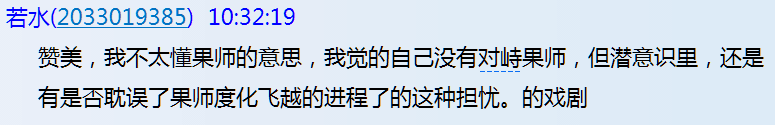 若水(2033019385) 10:32:19
赞美，我不太懂果师的意思，我觉的自己没有对峙果师，但潜意识里，还是
有是否耽误了果师度化飞越的进程了的这种担忧。的戏剧